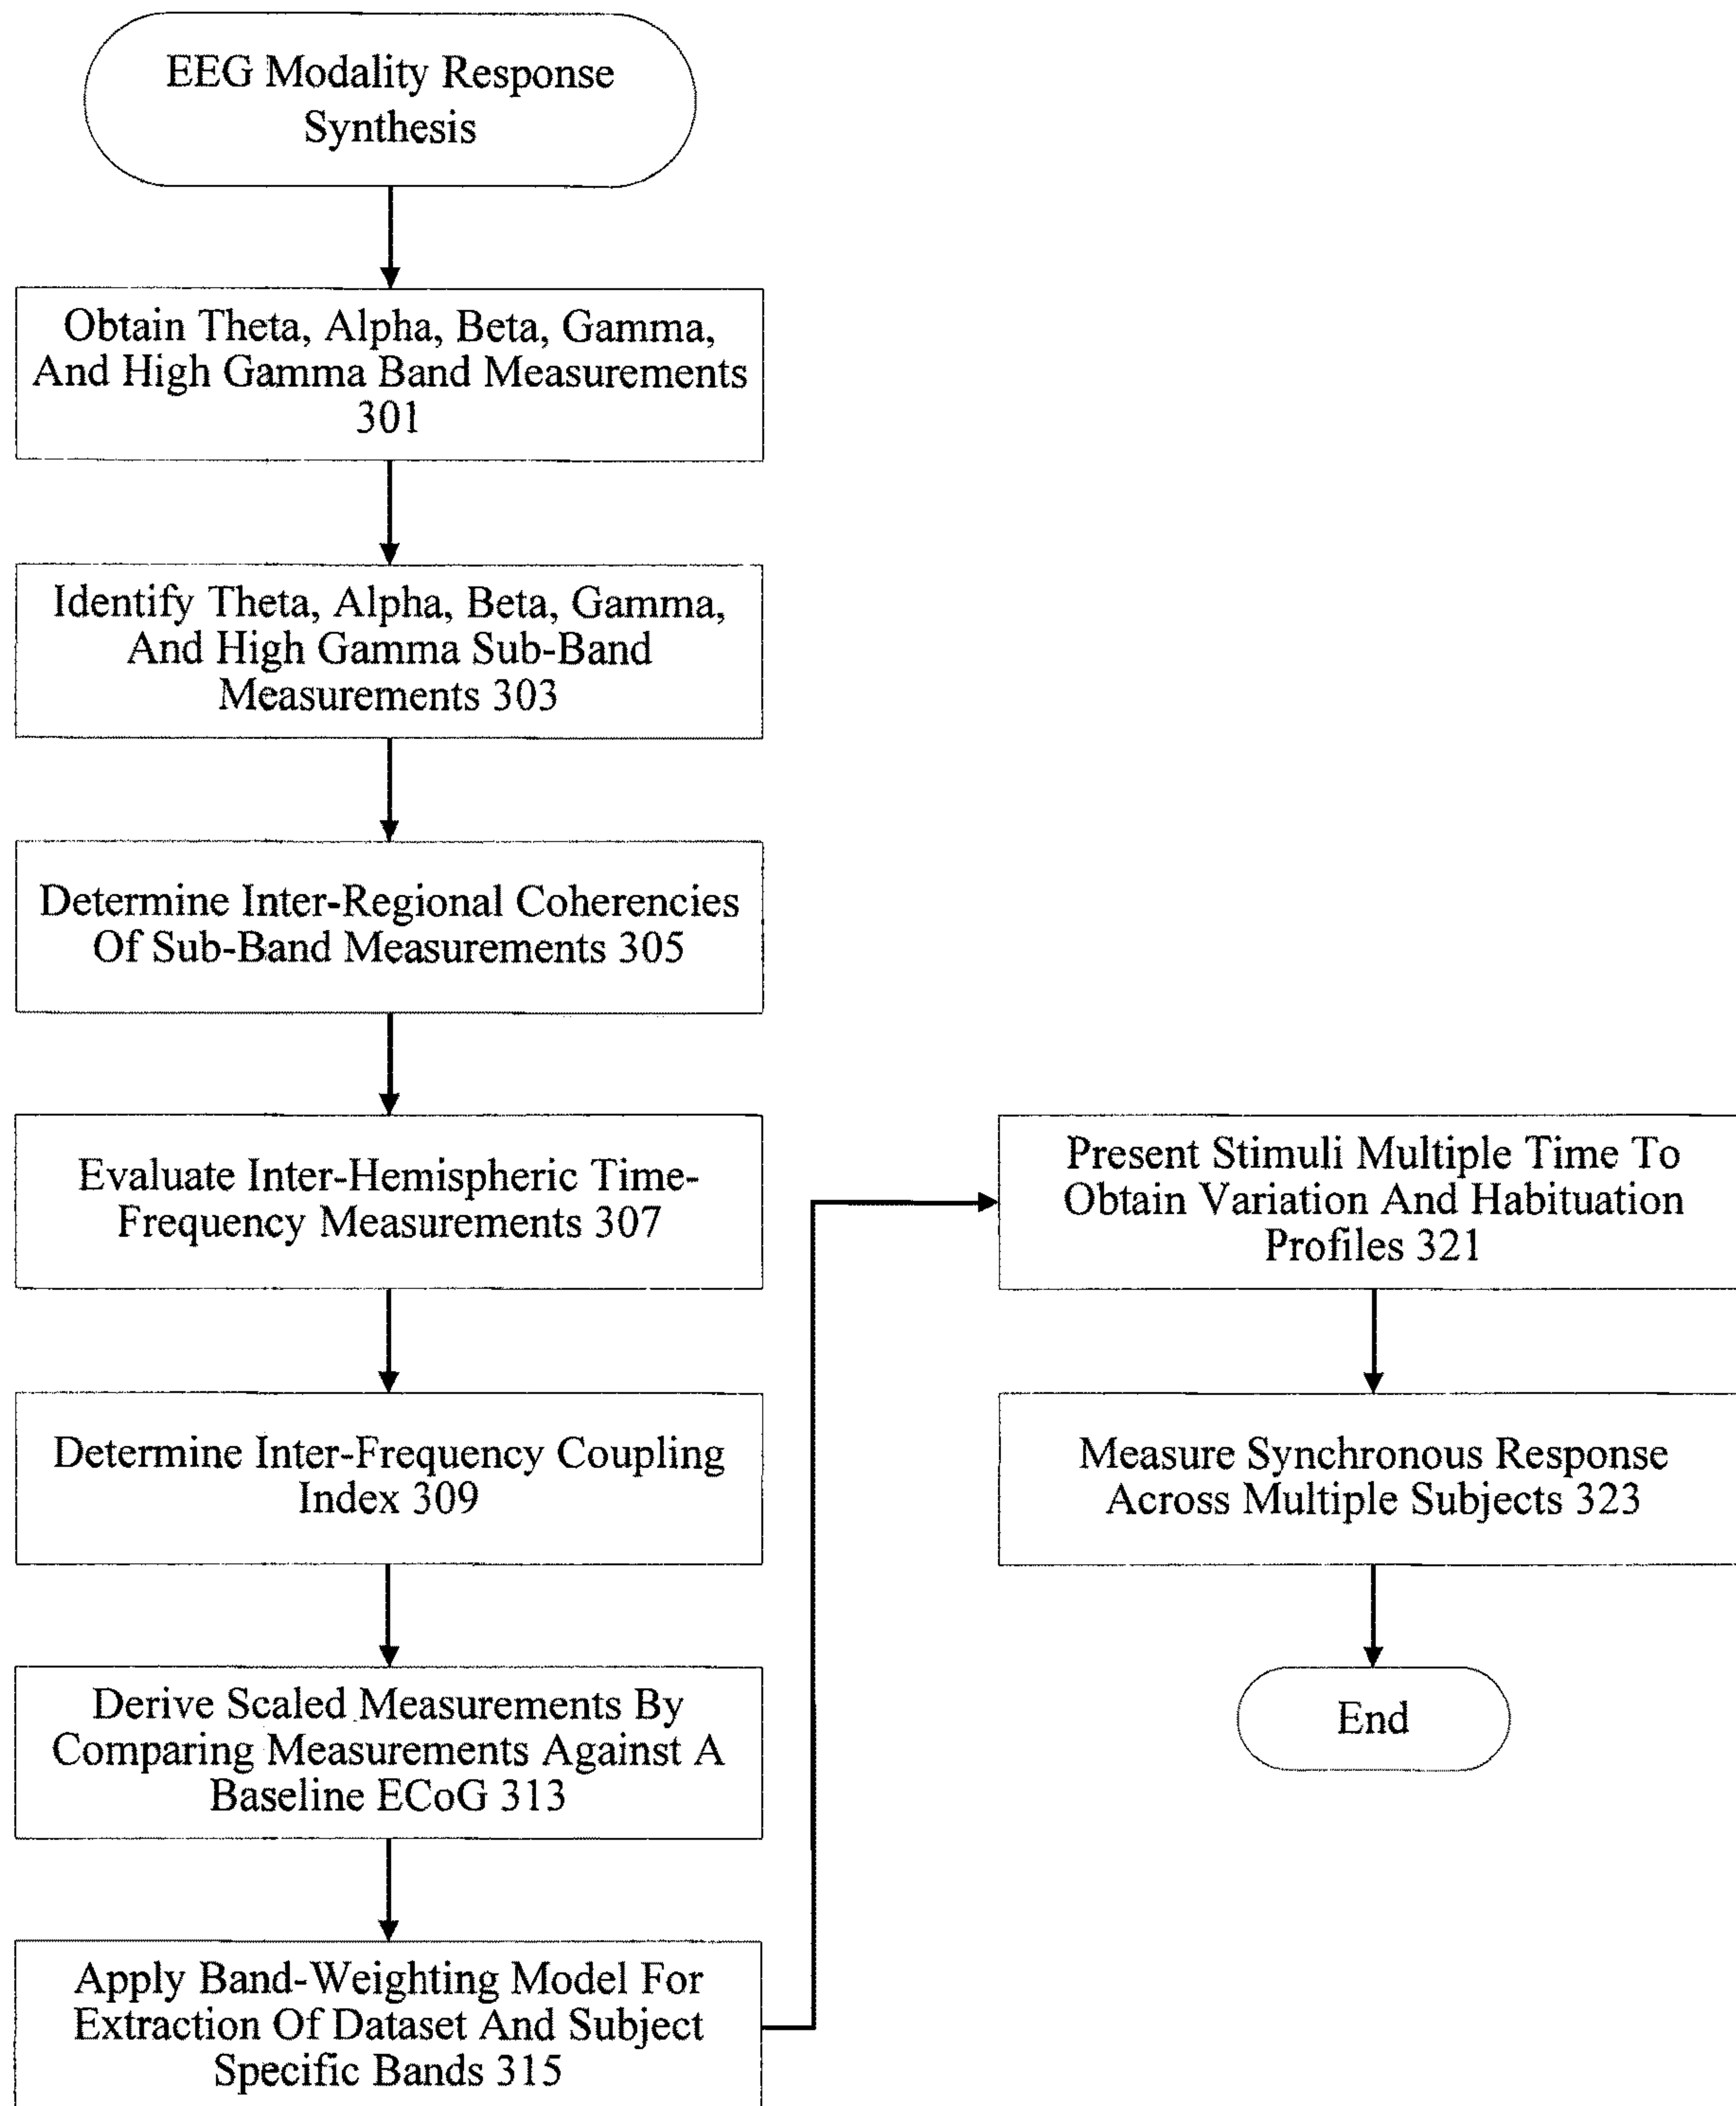 EEG Modality Response
Synthesis
Obtain Theta, Alpha, Beta, Gamma,
And High Gamma Band Measurements
301
Identify Theta, Alpha, Beta, Gamma,
And High Gamma Sub-Band
Measurements 303
Determine Inter-Regional Coherencies
Of Sub-Band Measurements 305
Evaluate Inter-Hemispheric Time-
Frequency Measurements 307
Determine Inter-Frequency Coupling
Index 309
Derive Scaled Measurements By
Comparing Measurements Against A
Baseline ECoG 313
Apply Band-Weighting Model For
Extraction Of Dataset And Subject
Specific Bands 315
Present Stimuli Multiple Time To
Obtain Variation And Habituation
Profiles 321
Measure Synchronous Response
Across Multiple Subjects 323
End